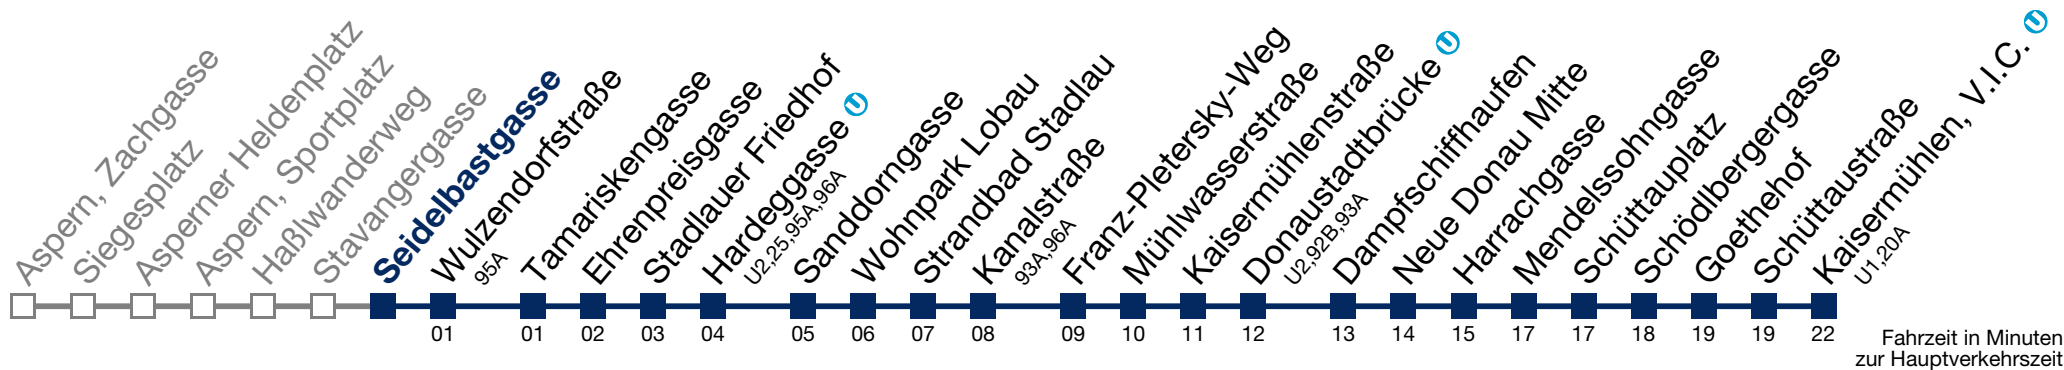 Aspern, Zachgasse
Siegesplatz
Asperner Heldenplatz
Aspern, Sportplatz
Haßlwanderweg
Stavangergasse
Seidelbastgasse
Wulzendorfstraße
95A
Tamariskengasse
Ehrenpreisgasse
Stadlauer Friedhof
Hardeggasse U
U2,25,95A,96A
Sanddorngasse
Wohnpark Lobau
Strandbad Stadlau
Kanalstraße
93A,96A
Franz-Pletersky-Weg
Mühlwasserstraße
Kaisermühlenstraße
Donaustadtbrücke U
U2,92B,93A
Dampfschiffhaufen
Neue Donau Mitte
Harrachgasse
Mendelssohngasse
Schüttauplatz
Schödlbergergasse
Goethehof
Schüttaustraße
Kaisermühlen, V.I.C. U
U1,20A
01 01 02 03 04 05 06 07 08 09 10 11 12 13 14 15 17 17 18 19 19 22
Fahrzeit in Minuten
zur Hauptverkehrszeit